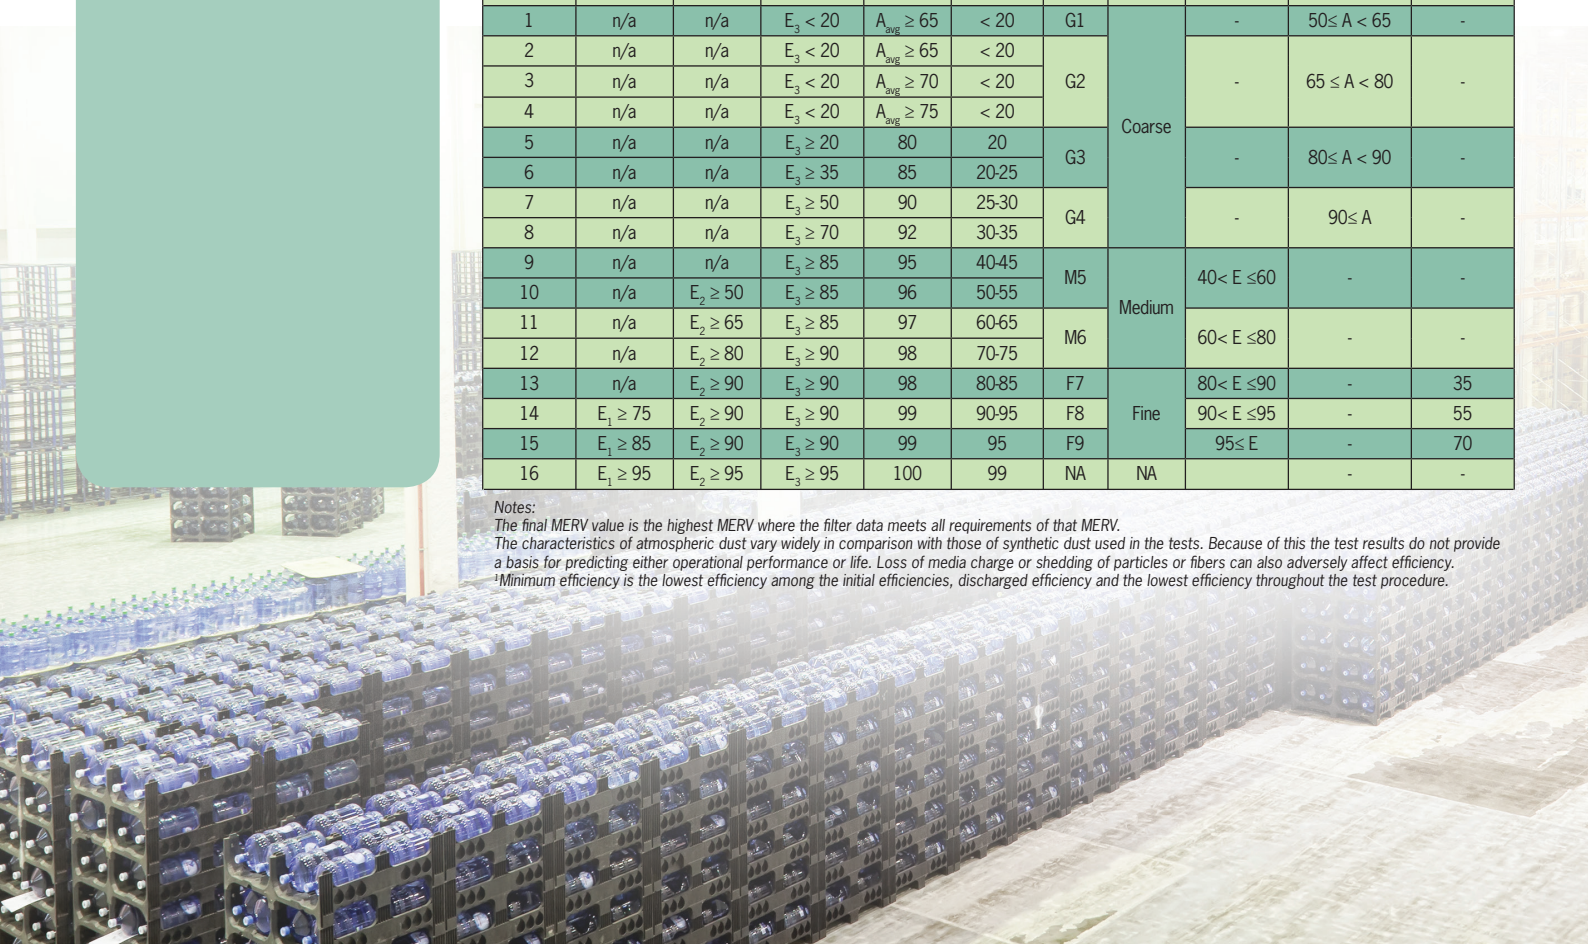 1 n/a n/a E₃ < 20 Aavg ≥ 65 < 20 G1 - 50≤ A < 65 -
2 n/a n/a E₃ < 20 Aavg ≥ 65 < 20
3 n/a n/a E₃ < 20 Aavg ≥ 70 < 20 G2 - 65 ≤ A < 80 -
4 n/a n/a E₃ < 20 Aavg ≥ 75 < 20
Coarse
5 n/a n/a E₃ ≥ 20 80 20
G3 - 80≤ A < 90 -
6 n/a n/a E₃ ≥ 35 85 20-25
7 n/a n/a E₃ ≥ 50 90 25-30
G4 - 90≤ A -
8 n/a n/a E₃ ≥ 70 92 30-35
9 n/a n/a E₃ ≥ 85 95 40-45
M5 40< E ≤60 - -
10 n/a E₂ ≥ 50 E₃ ≥ 85 96 50-55
Medium
11 n/a E₂ ≥ 65 E₃ ≥ 85 97 60-65
M6 60< E ≤80 - -
12 n/a E₂ ≥ 80 E₃ ≥ 90 98 70-75
13 n/a E₂ ≥ 90 E₃ ≥ 90 98 80-85 F7 80< E ≤90 - 35
14 E₁ ≥ 75 E₂ ≥ 90 E₃ ≥ 90 99 90-95 F8 Fine 90< E ≤95 - 55
15 E₁ ≥ 85 E₂ ≥ 90 E₃ ≥ 90 99 95 F9 95≤ E - 70
16 E₁ ≥ 95 E₂ ≥ 95 E₃ ≥ 95 100 99 NA NA - -
Notes:
The final MERV value is the highest MERV where the filter data meets all requirements of that MERV.
The characteristics of atmospheric dust vary widely in comparison with those of synthetic dust used in the tests. Because of this the test results do not provide
a basis for predicting either operational performance or life. Loss of media charge or shedding of particles or fibers can also adversely affect efficiency.
¹Minimum efficiency is the lowest efficiency among the initial efficiencies, discharged efficiency and the lowest efficiency throughout the test procedure.